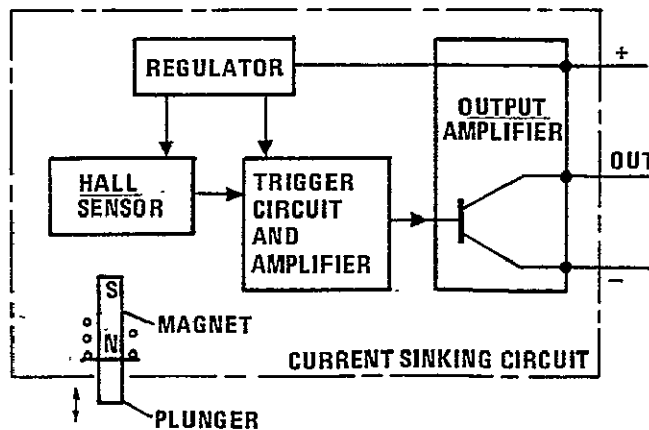 +
REGULATOR
OUTPUT
AMPLIFIER
OUT
HALL
SENSOR
TRIGGER
CIRCUIT
AND
AMPLIFIER
−
S
N
MAGNET
CURRENT SINKING CIRCUIT
PLUNGER